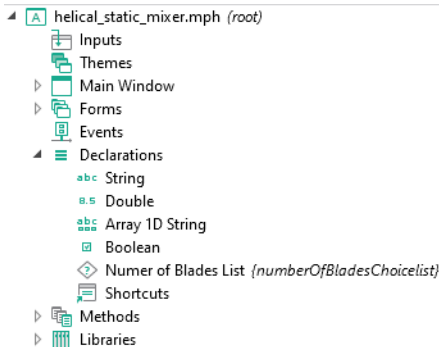 A helical_static_mixer.mph (root)
Inputs
Themes
Main Window
Forms
Events
Declarations
abc String
8.5 Double
abc Array 1D String
Boolean
? Numer of Blades List {numberOfBladesChoicelist}
Shortcuts
Methods
Libraries